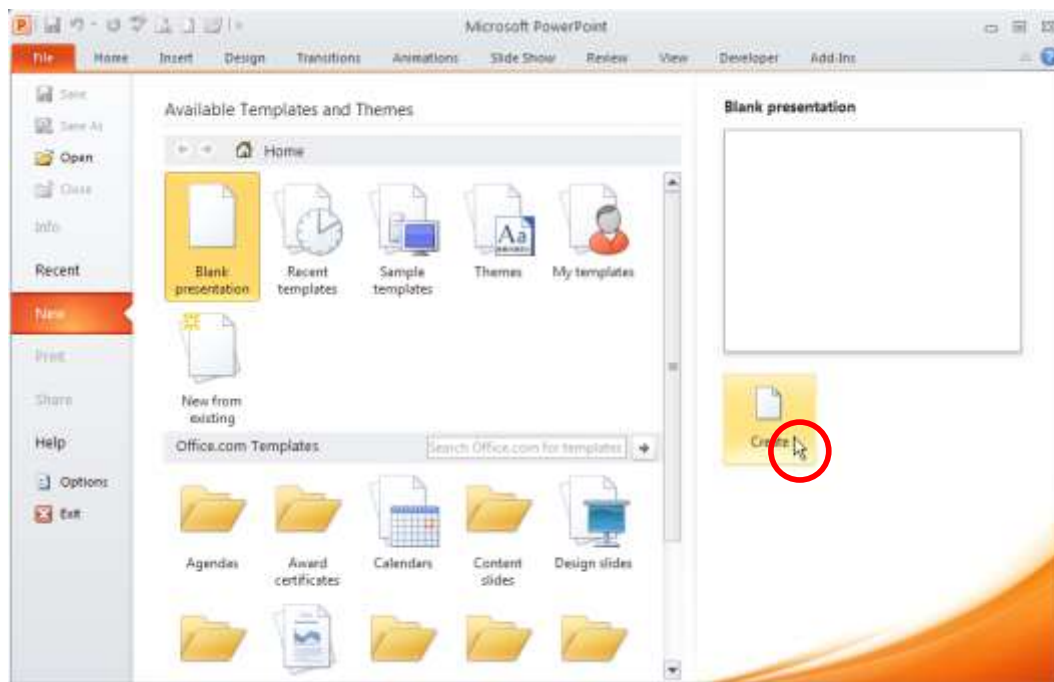 Microsoft PowerPoint
File Home Insert Design Transitions Animations Slide Show Review View Developer Add-Ins
Save
Save As
Open
Close
Info
Recent
New
Print
Share
Help
Options
Exit
Available Templates and Themes
Home
Blank presentation
Recent templates
Sample templates
Themes
My templates
New from existing
Office.com Templates
Search Office.com for templates
Agendas
Award certificates
Calendars
Content slides
Design slides
Blank presentation
Create